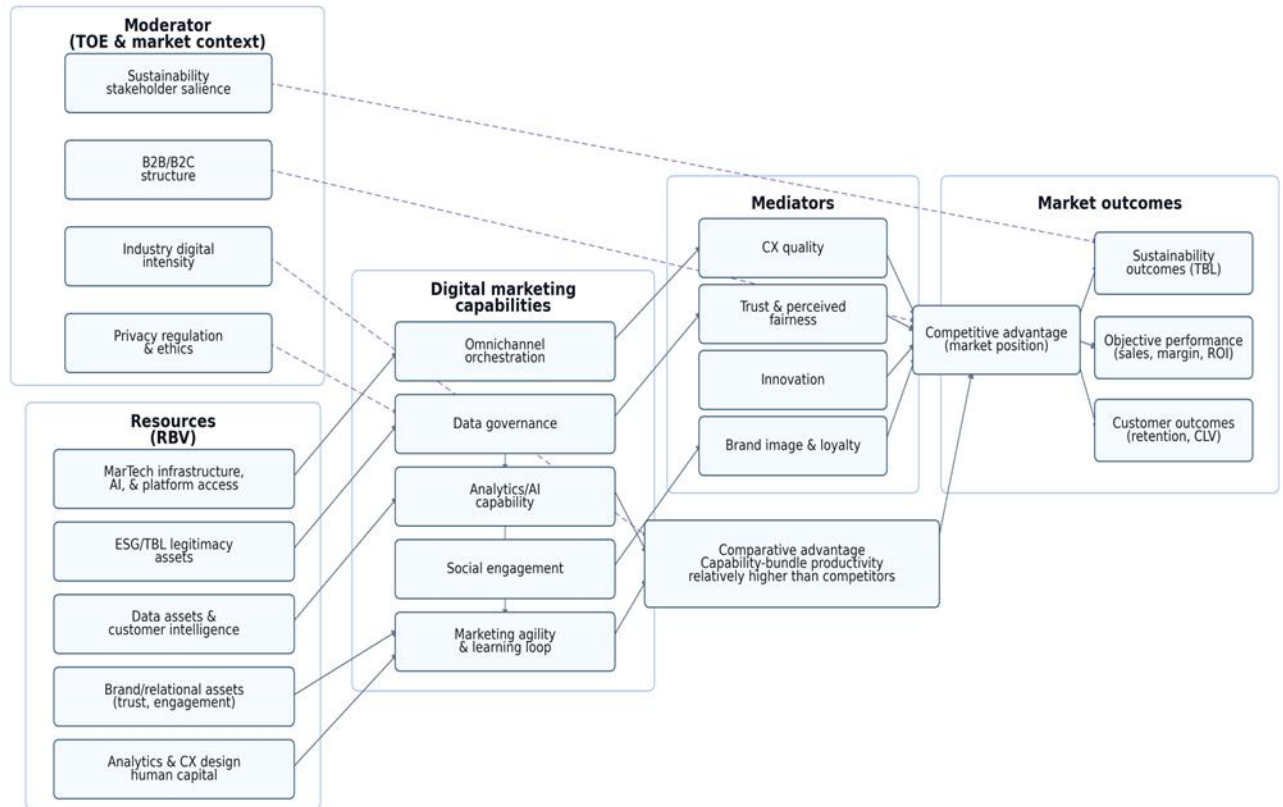 Moderator
(TOE & market context)
Sustainability
stakeholder salience
B2B/B2C
structure
Industry digital
intensity
Privacy regulation
& ethics
Resources
(RBV)
MarTech infrastructure,
AI, & platform access
ESG/TBL legitimacy
assets
Data assets &
customer intelligence
Brand/relational assets
(trust, engagement)
Analytics & CX design
human capital
Digital marketing
capabilities
Omnichannel
orchestration
Data governance
Analytics/AI
capability
Social engagement
Marketing agility
& learning loop
Mediators
CX quality
Trust & perceived
fairness
Innovation
Brand image & loyalty
Comparative advantage
Capability-bundle productivity
relatively higher than competitors
Market outcomes
Competitive advantage
(market position)
Sustainability
outcomes (TBL)
Objective performance
(sales, margin, ROI)
Customer outcomes
(retention, CLV)